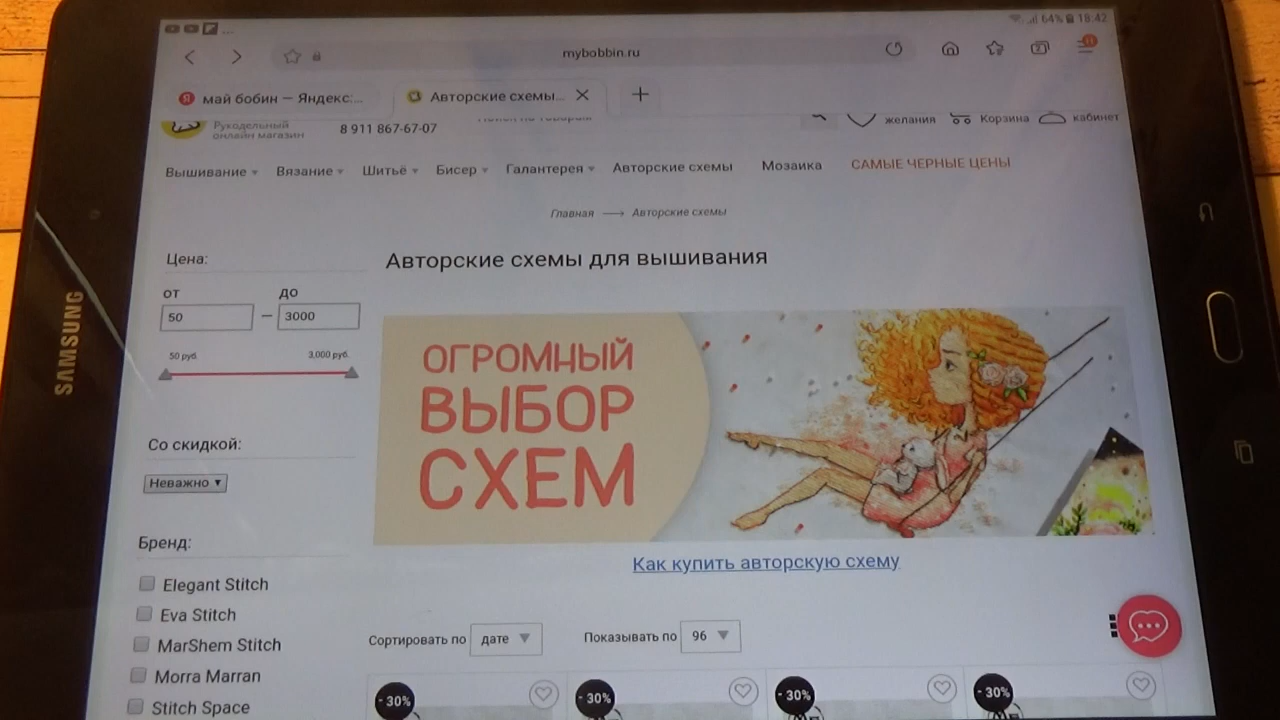 ... 64% 18:42
mybobbin.ru
май бобин — Яндекс:...
Авторские схемы...
Рукодельный
онлайн магазин
8 911 867-67-07
желания
Корзина
кабинет
Вышивание Вязание Шитьё Бисер Галантерея Авторские схемы Мозаика САМЫЕ ЧЕРНЫЕ ЦЕНЫ
Главная → Авторские схемы
Авторские схемы для вышивания
Цена:
от до
50 — 3000
50 руб. 3,000 руб.
Со скидкой:
Неважно
Бренд:
Elegant Stitch
Eva Stitch
MarShem Stitch
Morra Marran
Stitch Space
ОГРОМНЫЙ
ВЫБОР
СХЕМ
Как купить авторскую схему
Сортировать по дате Показывать по 96
- 30% - 30% - 30% - 30%
SAMSUNG